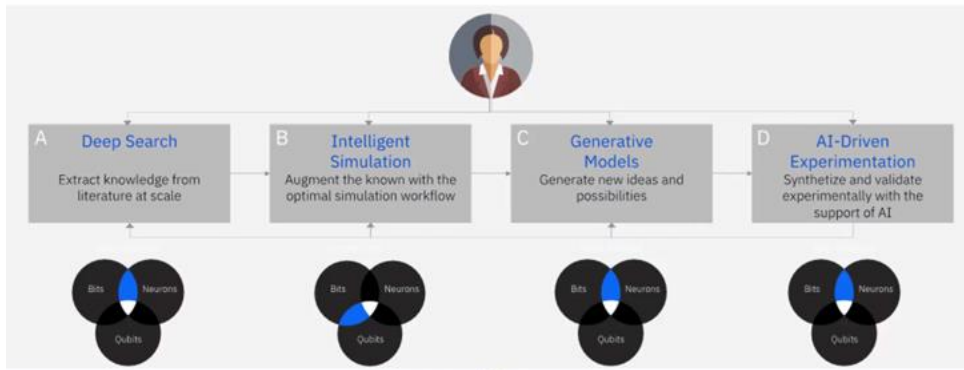 A
Deep Search
Extract knowledge from
literature at scale
B
Intelligent
Simulation
Augment the known with the
optimal simulation workflow
C
Generative
Models
Generate new ideas and
possibilities
D
AI-Driven
Experimentation
Synthetize and validate
experimentally with the
support of AI
Bits
Neurons
Qubits
Bits
Neurons
Qubits
Bits
Neurons
Qubits
Bits
Neurons
Qubits